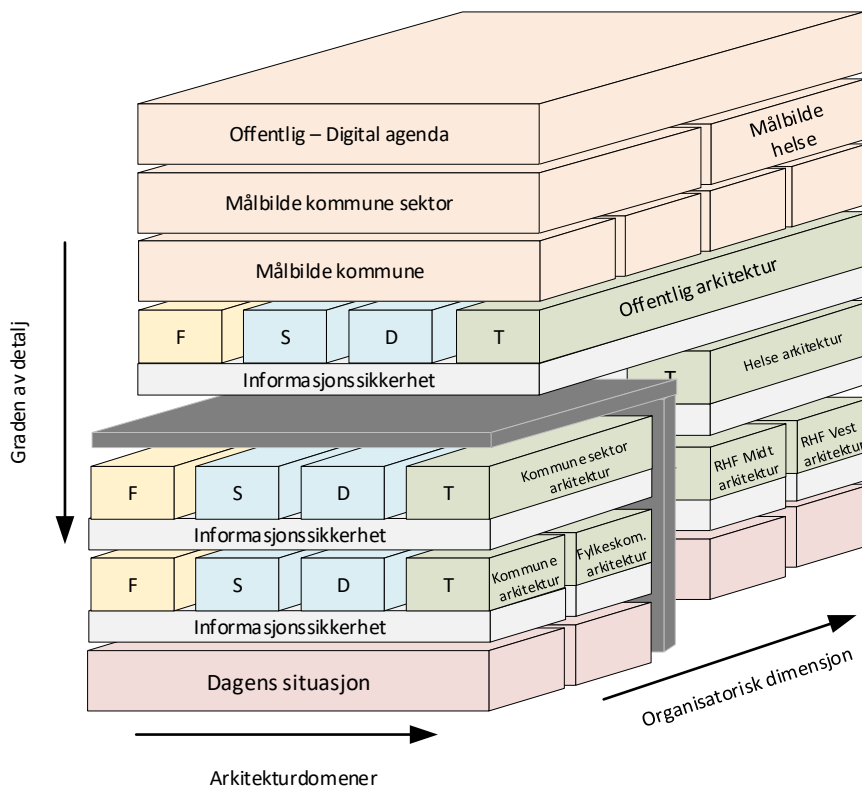 Offentlig – Digital agenda
Målbilde
helse
Målbilde kommune sektor
Målbilde kommune
Offentlig arkitektur
F
S
D
T
Informasjonssikkerhet
T
Helse arkitektur
Graden av detalj
Kommune sektor
arkitektur
F
S
D
T
Informasjonssikkerhet
RHF Midt
arkitektur
RHF Vest
arkitektur
F
S
D
T
Kommune
arkitektur
Fylkeskom.
arkitektur
Informasjonssikkerhet
Dagens situasjon
Organisatorisk dimensjon
Arkitekturdomener